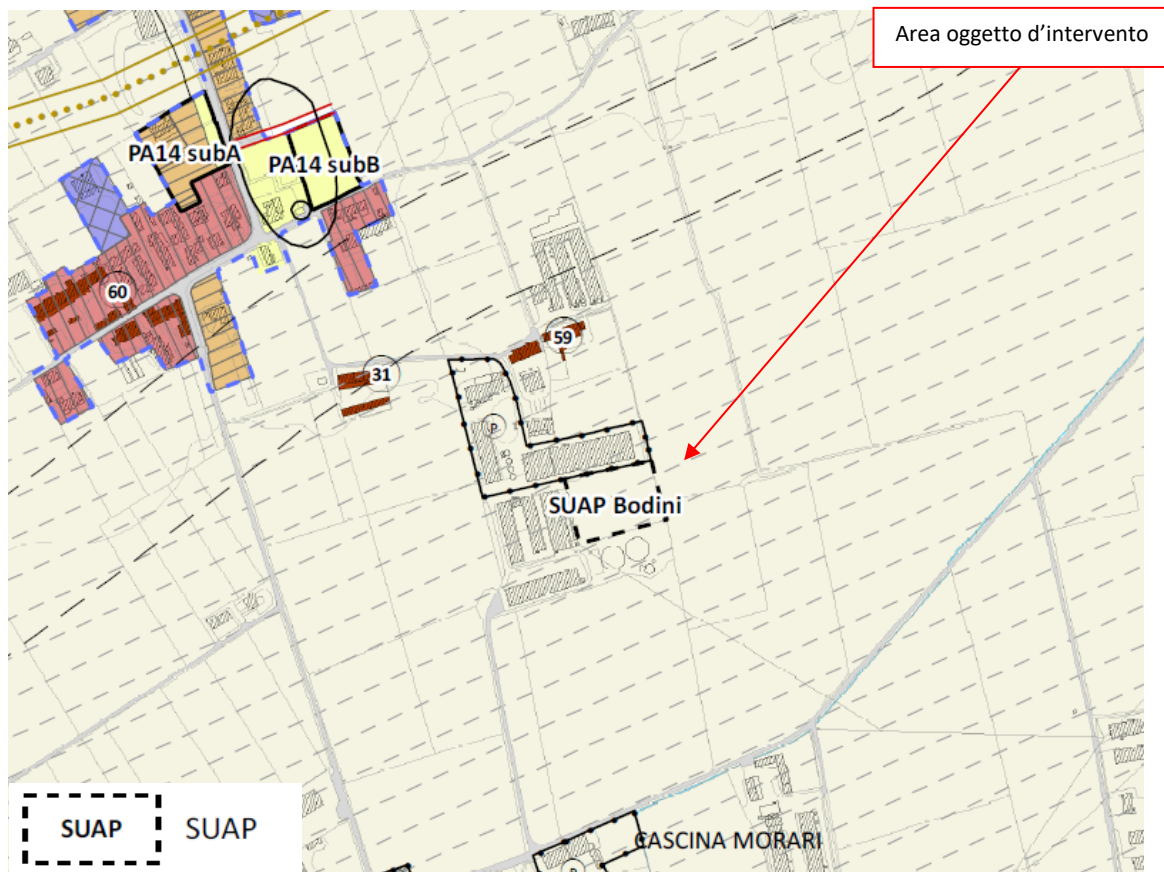 Area oggetto d'intervento
PA14 subA
PA14 subB
60
59
31
P
SUAP Bodini
SUAP
SUAP
CASCINA MORARI